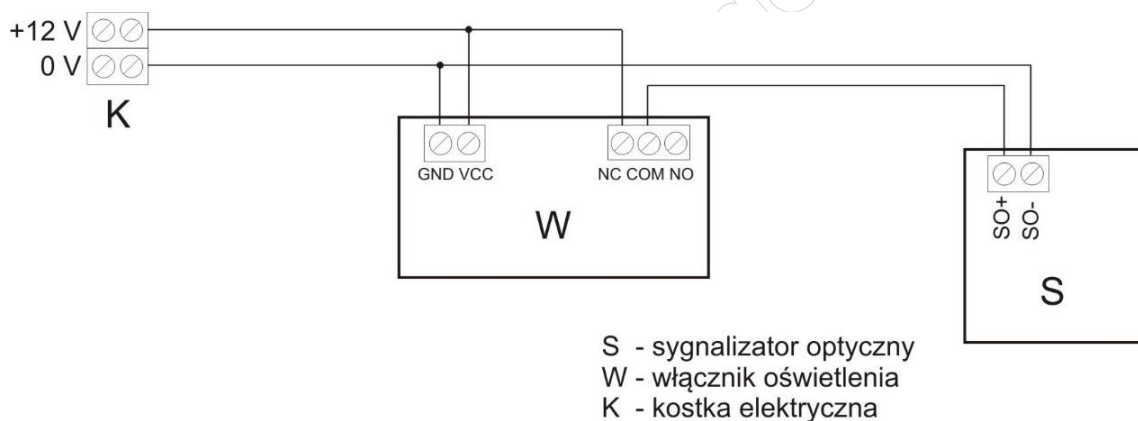 +12 V
0 V
K
GND VCC
NC COM NO
W
SO+
SO-
S
S - sygnalizator optyczny
W - włącznik oświetlenia
K - kostka elektryczna